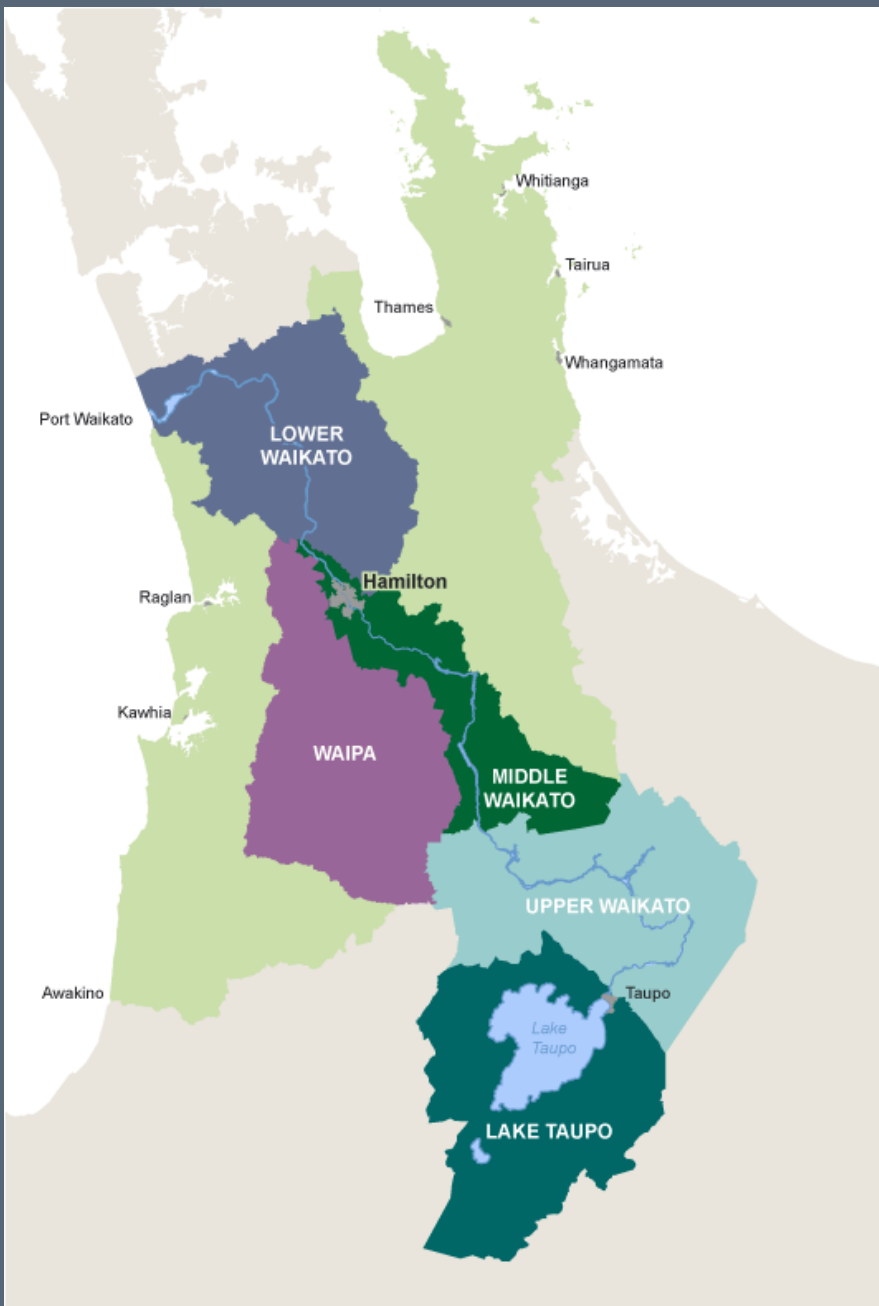 Whitianga
Tairua
Thames
Whangamata
Port Waikato
LOWER
WAIKATO
Hamilton
Raglan
Kawhia
WAIPA
MIDDLE
WAIKATO
UPPER WAIKATO
Awakino
Taupo
Lake
Taupo
LAKE TAUPO